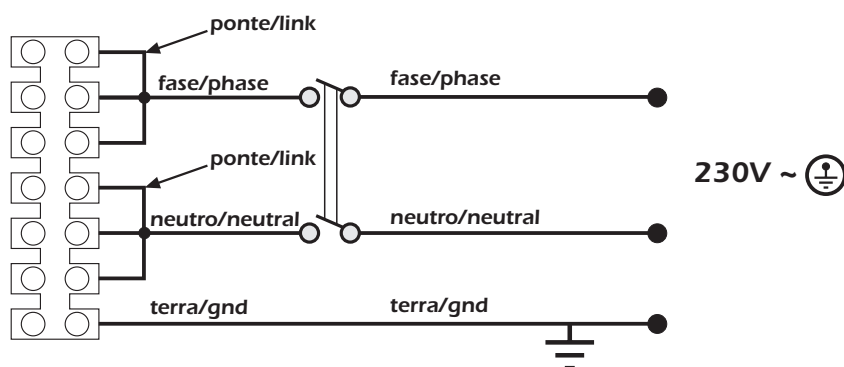 ponte/link
fase/phase
fase/phase
ponte/link
230V ~
neutro/neutral
neutro/neutral
terra/gnd
terra/gnd